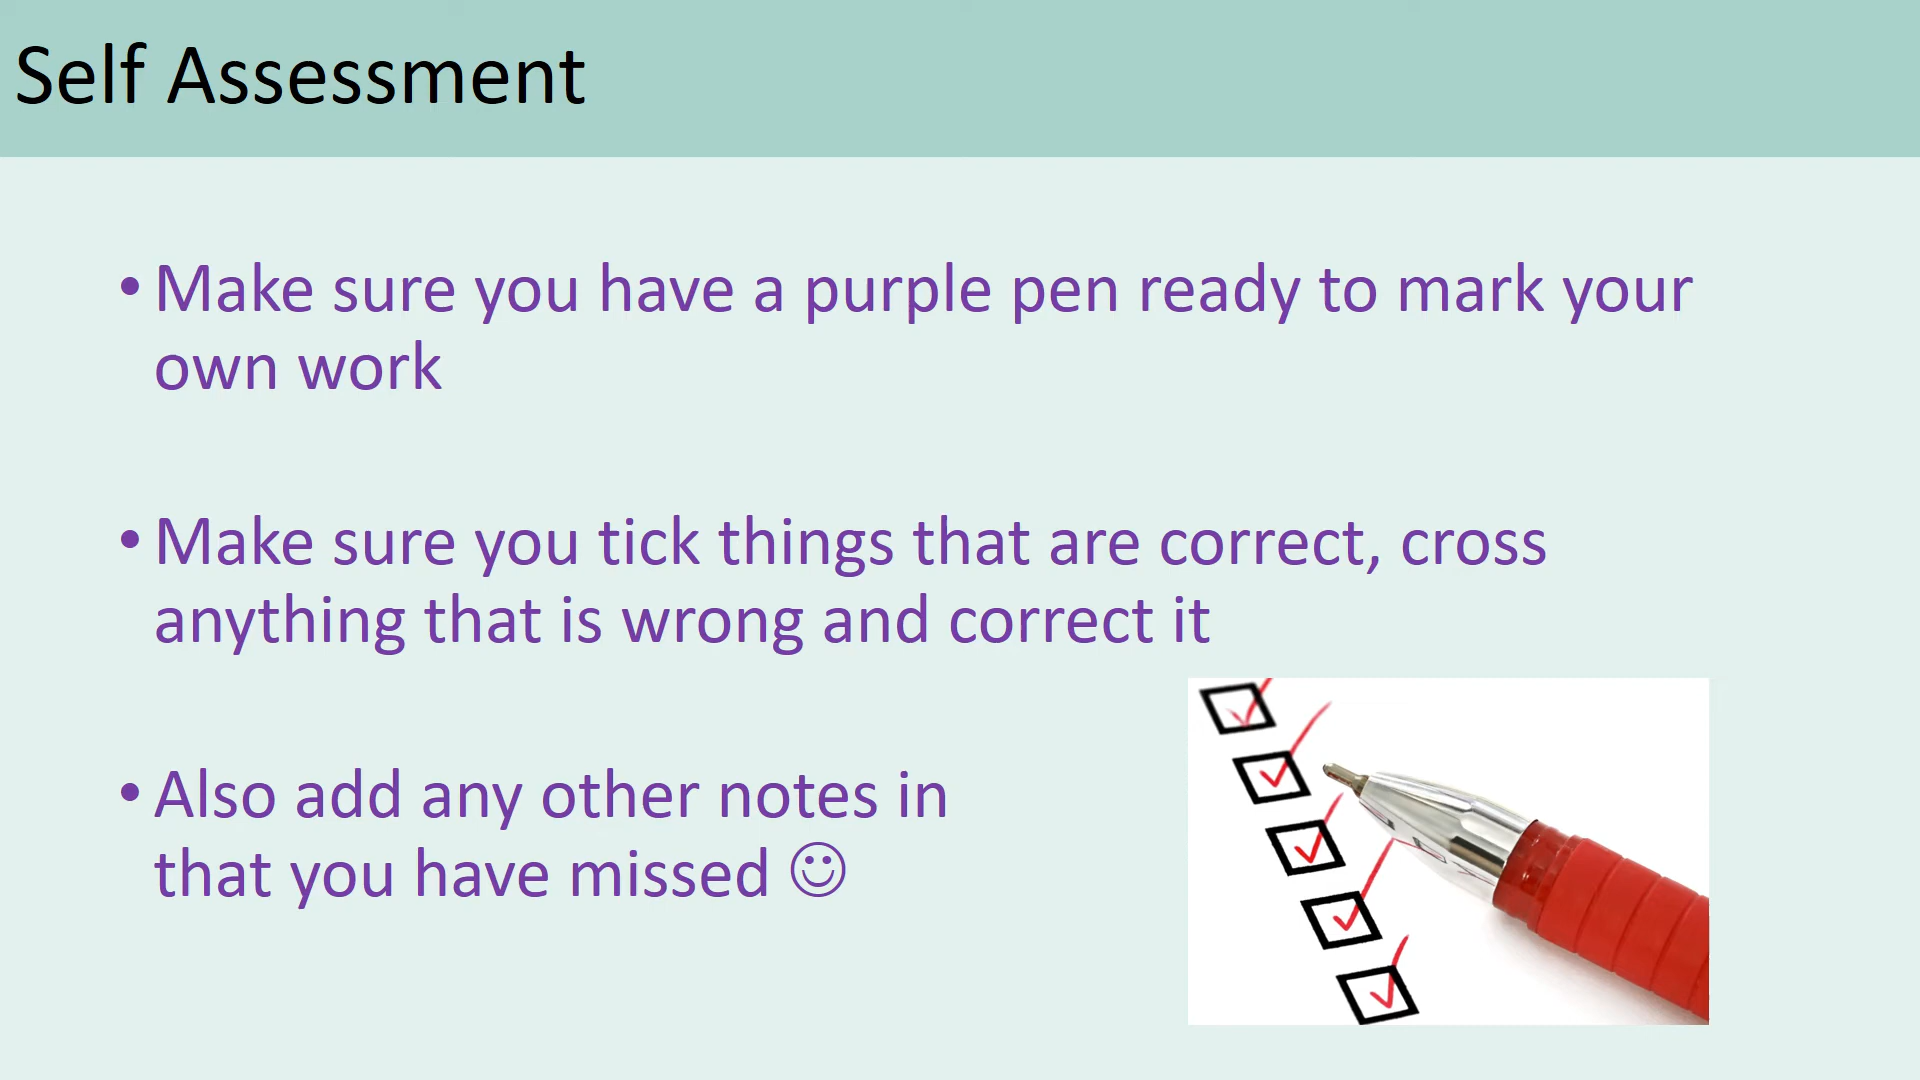 Self Assessment
• Make sure you have a purple pen ready to mark your
own work
• Make sure you tick things that are correct, cross
anything that is wrong and correct it
• Also add any other notes in
that you have missed ☺